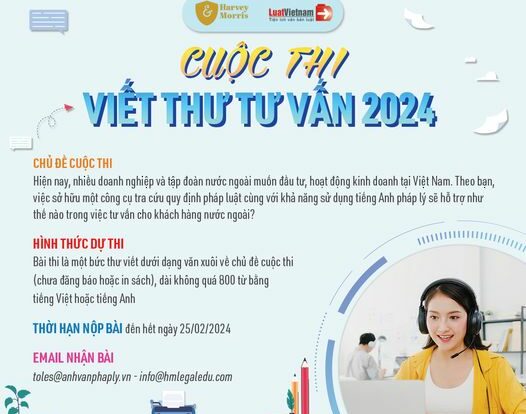 Harvey
Morris
LuatVietnam
Tiện ích văn bản luật
CUỘC THI
VIẾT THƯ TƯ VẤN 2024
CHỦ ĐỀ CUỘC THI
Hiện nay, nhiều doanh nghiệp và tập đoàn nước ngoài muốn đầu tư, hoạt động kinh doanh tại Việt Nam. Theo bạn,
việc sở hữu một công cụ tra cứu quy định pháp luật cùng với khả năng sử dụng tiếng Anh pháp lý sẽ hỗ trợ như
thế nào trong việc tư vấn cho khách hàng nước ngoài?
HÌNH THỨC DỰ THI
Bài thi là một bức thư viết dưới dạng văn xuôi về chủ đề cuộc thi
(chưa đăng báo hoặc in sách), dài không quá 800 từ bằng
tiếng Việt hoặc tiếng Anh
THỜI HẠN NỘP BÀI đến hết ngày 25/02/2024
EMAIL NHẬN BÀI
toles@anhvanphaply.vn - info@hmlegaledu.com